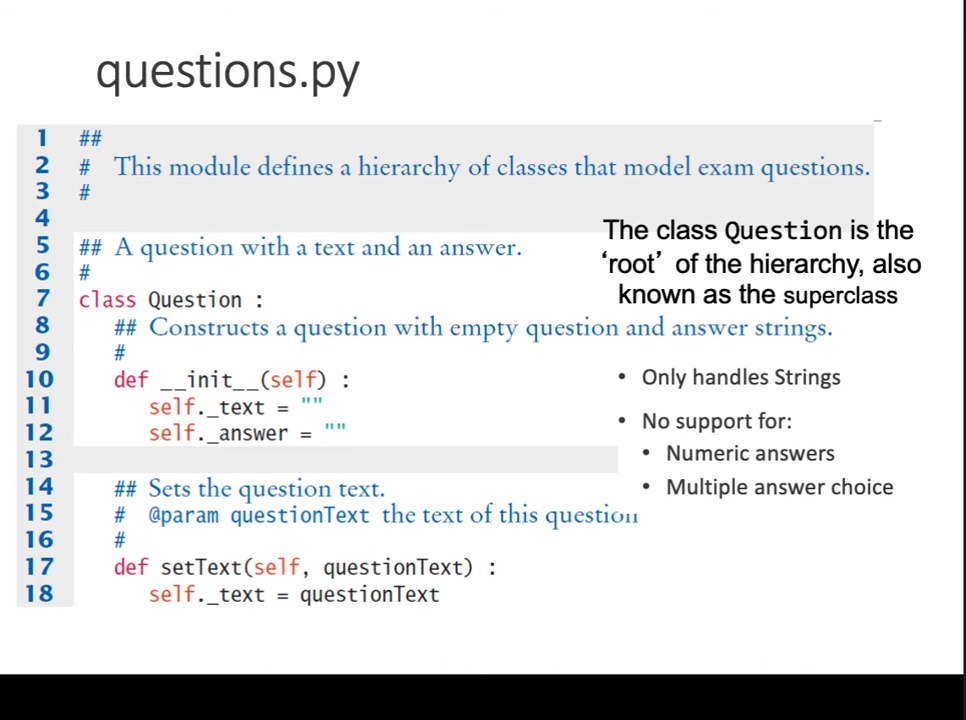 questions.py
1 ##
2 # This module defines a hierarchy of classes that model exam questions.
3 #
4
5 ## A question with a text and an answer.
6 #
7 class Question :
8 ## Constructs a question with empty question and answer strings.
9 #
10 def __init__(self) :
11 self._text = ""
12 self._answer = ""
13
14 ## Sets the question text.
15 # @param questionText the text of this question
16 #
17 def setText(self, questionText) :
18 self._text = questionText
The class Question is the
‘root’ of the hierarchy, also
known as the superclass
• Only handles Strings
• No support for:
• Numeric answers
• Multiple answer choice